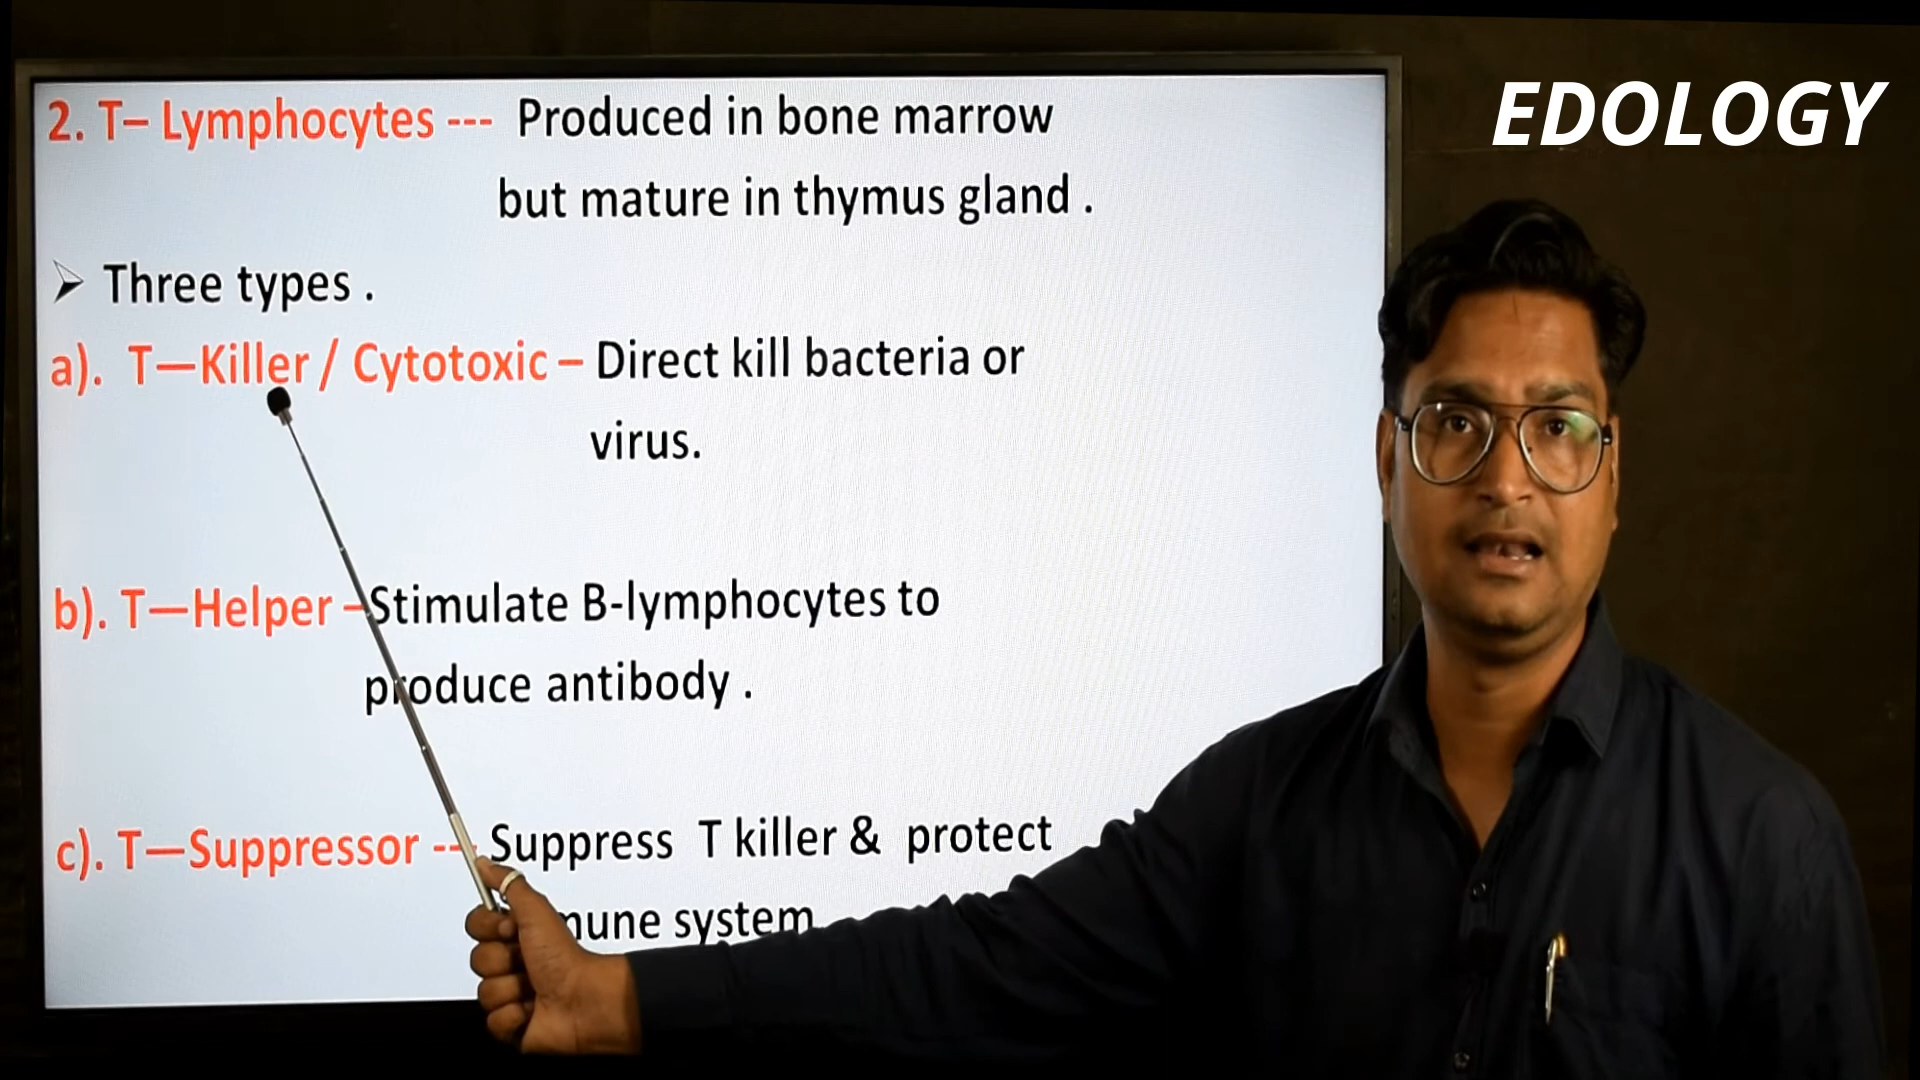 EDOLOGY
2. T– Lymphocytes --- Produced in bone marrow
but mature in thymus gland .
➢ Three types .
a). T—Killer / Cytotoxic – Direct kill bacteria or
virus.
b). T—Helper –Stimulate B-lymphocytes to
produce antibody .
c). T—Suppressor --- Suppress T killer & protect
system